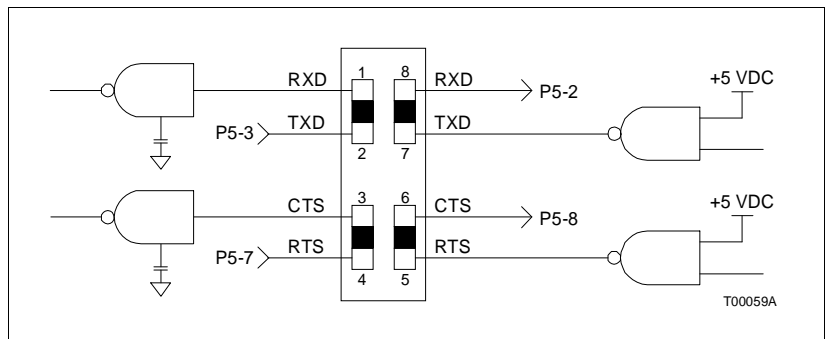 RXD 1 8 RXD P5-2 +5 VDC
P5-3 TXD 2 7 TXD
CTS 3 6 CTS P5-8 +5 VDC
P5-7 RTS 4 5 RTS
T00059A